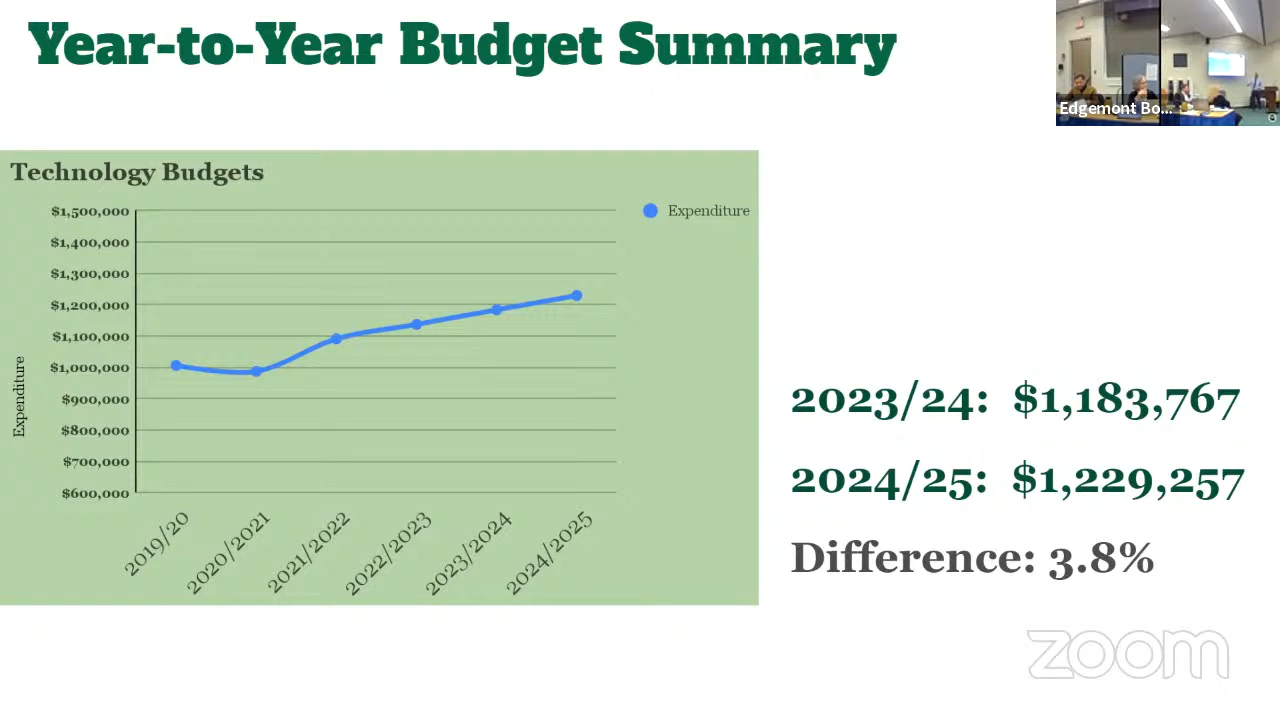 Year-to-Year Budget Summary
Edgemont Bo...
Technology Budgets
Expenditure
$1,500,000
$1,400,000
$1,300,000
$1,200,000
$1,100,000
$1,000,000
$900,000
$800,000
$700,000
$600,000
Expenditure
2019/20
2020/2021
2021/2022
2022/2023
2023/2024
2024/2025
2023/24: $1,183,767
2024/25: $1,229,257
Difference: 3.8%
zoom